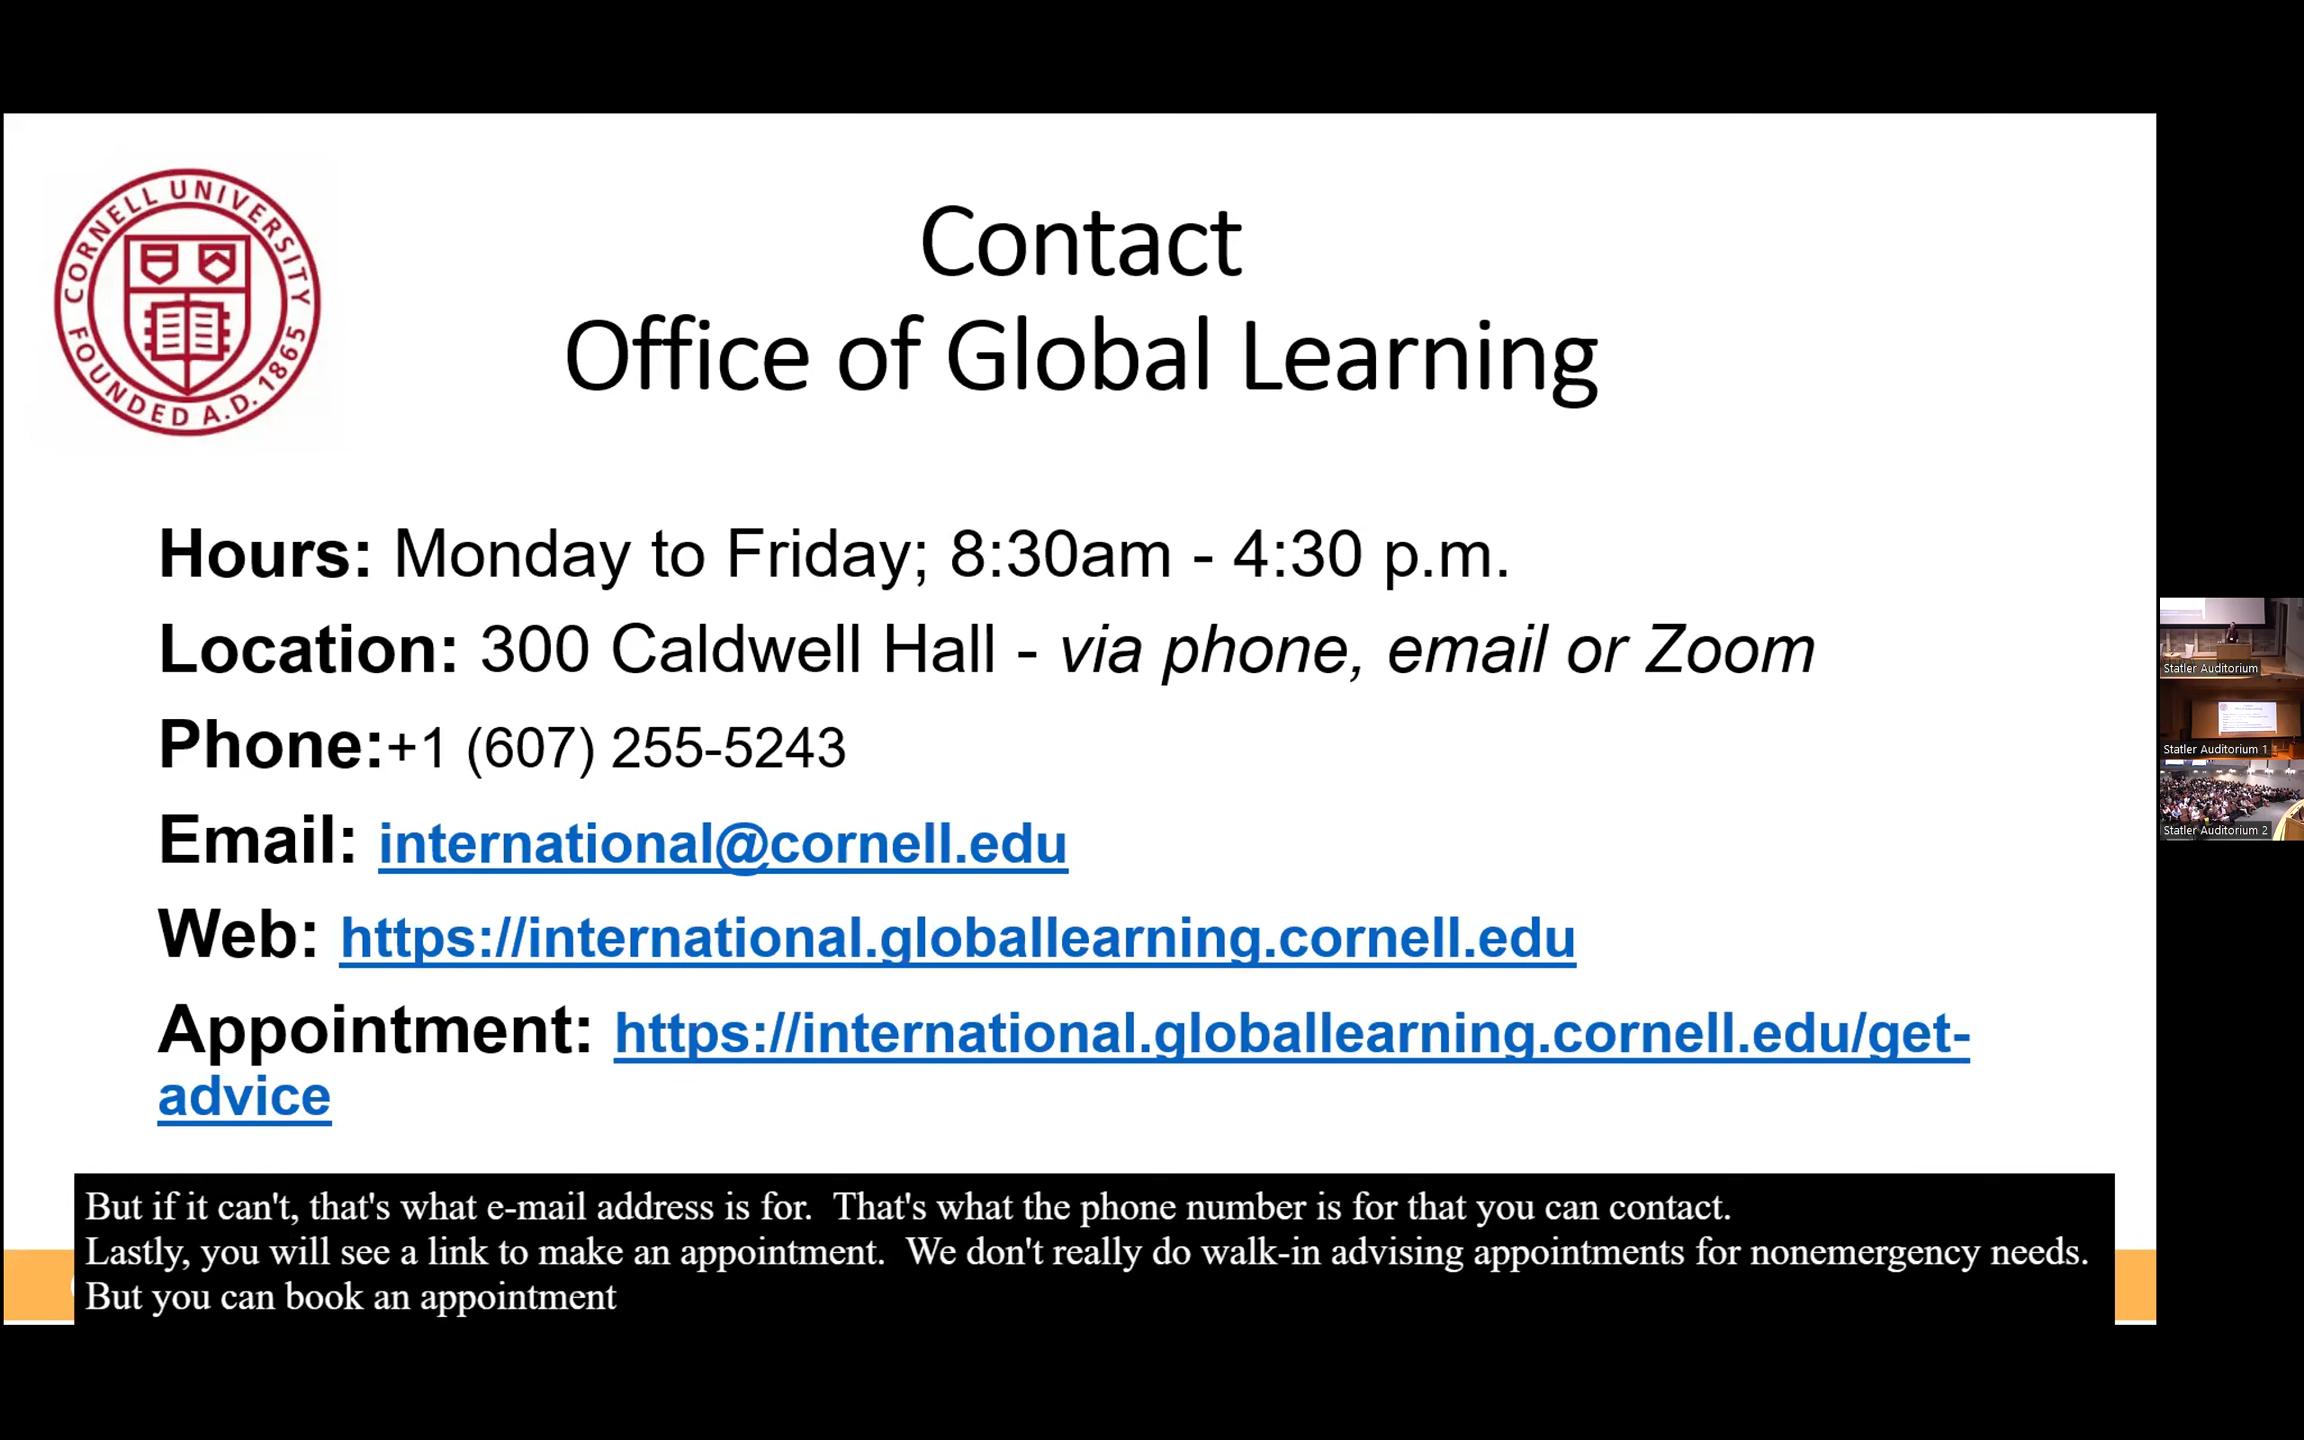 CORNELL UNIVERSITY
FOUNDED A.D. 1865
Contact
Office of Global Learning
Hours: Monday to Friday; 8:30am - 4:30 p.m.
Location: 300 Caldwell Hall - via phone, email or Zoom
Phone:+1 (607) 255-5243
Email: international@cornell.edu
Web: https://international.globallearning.cornell.edu
Appointment: https://international.globallearning.cornell.edu/get-
advice
But if it can't, that's what e-mail address is for.  That's what the phone number is for that you can contact.
Lastly, you will see a link to make an appointment.  We don't really do walk-in advising appointments for nonemergency needs.
But you can book an appointment
Statler Auditorium
Statler Auditorium 1
Statler Auditorium 2